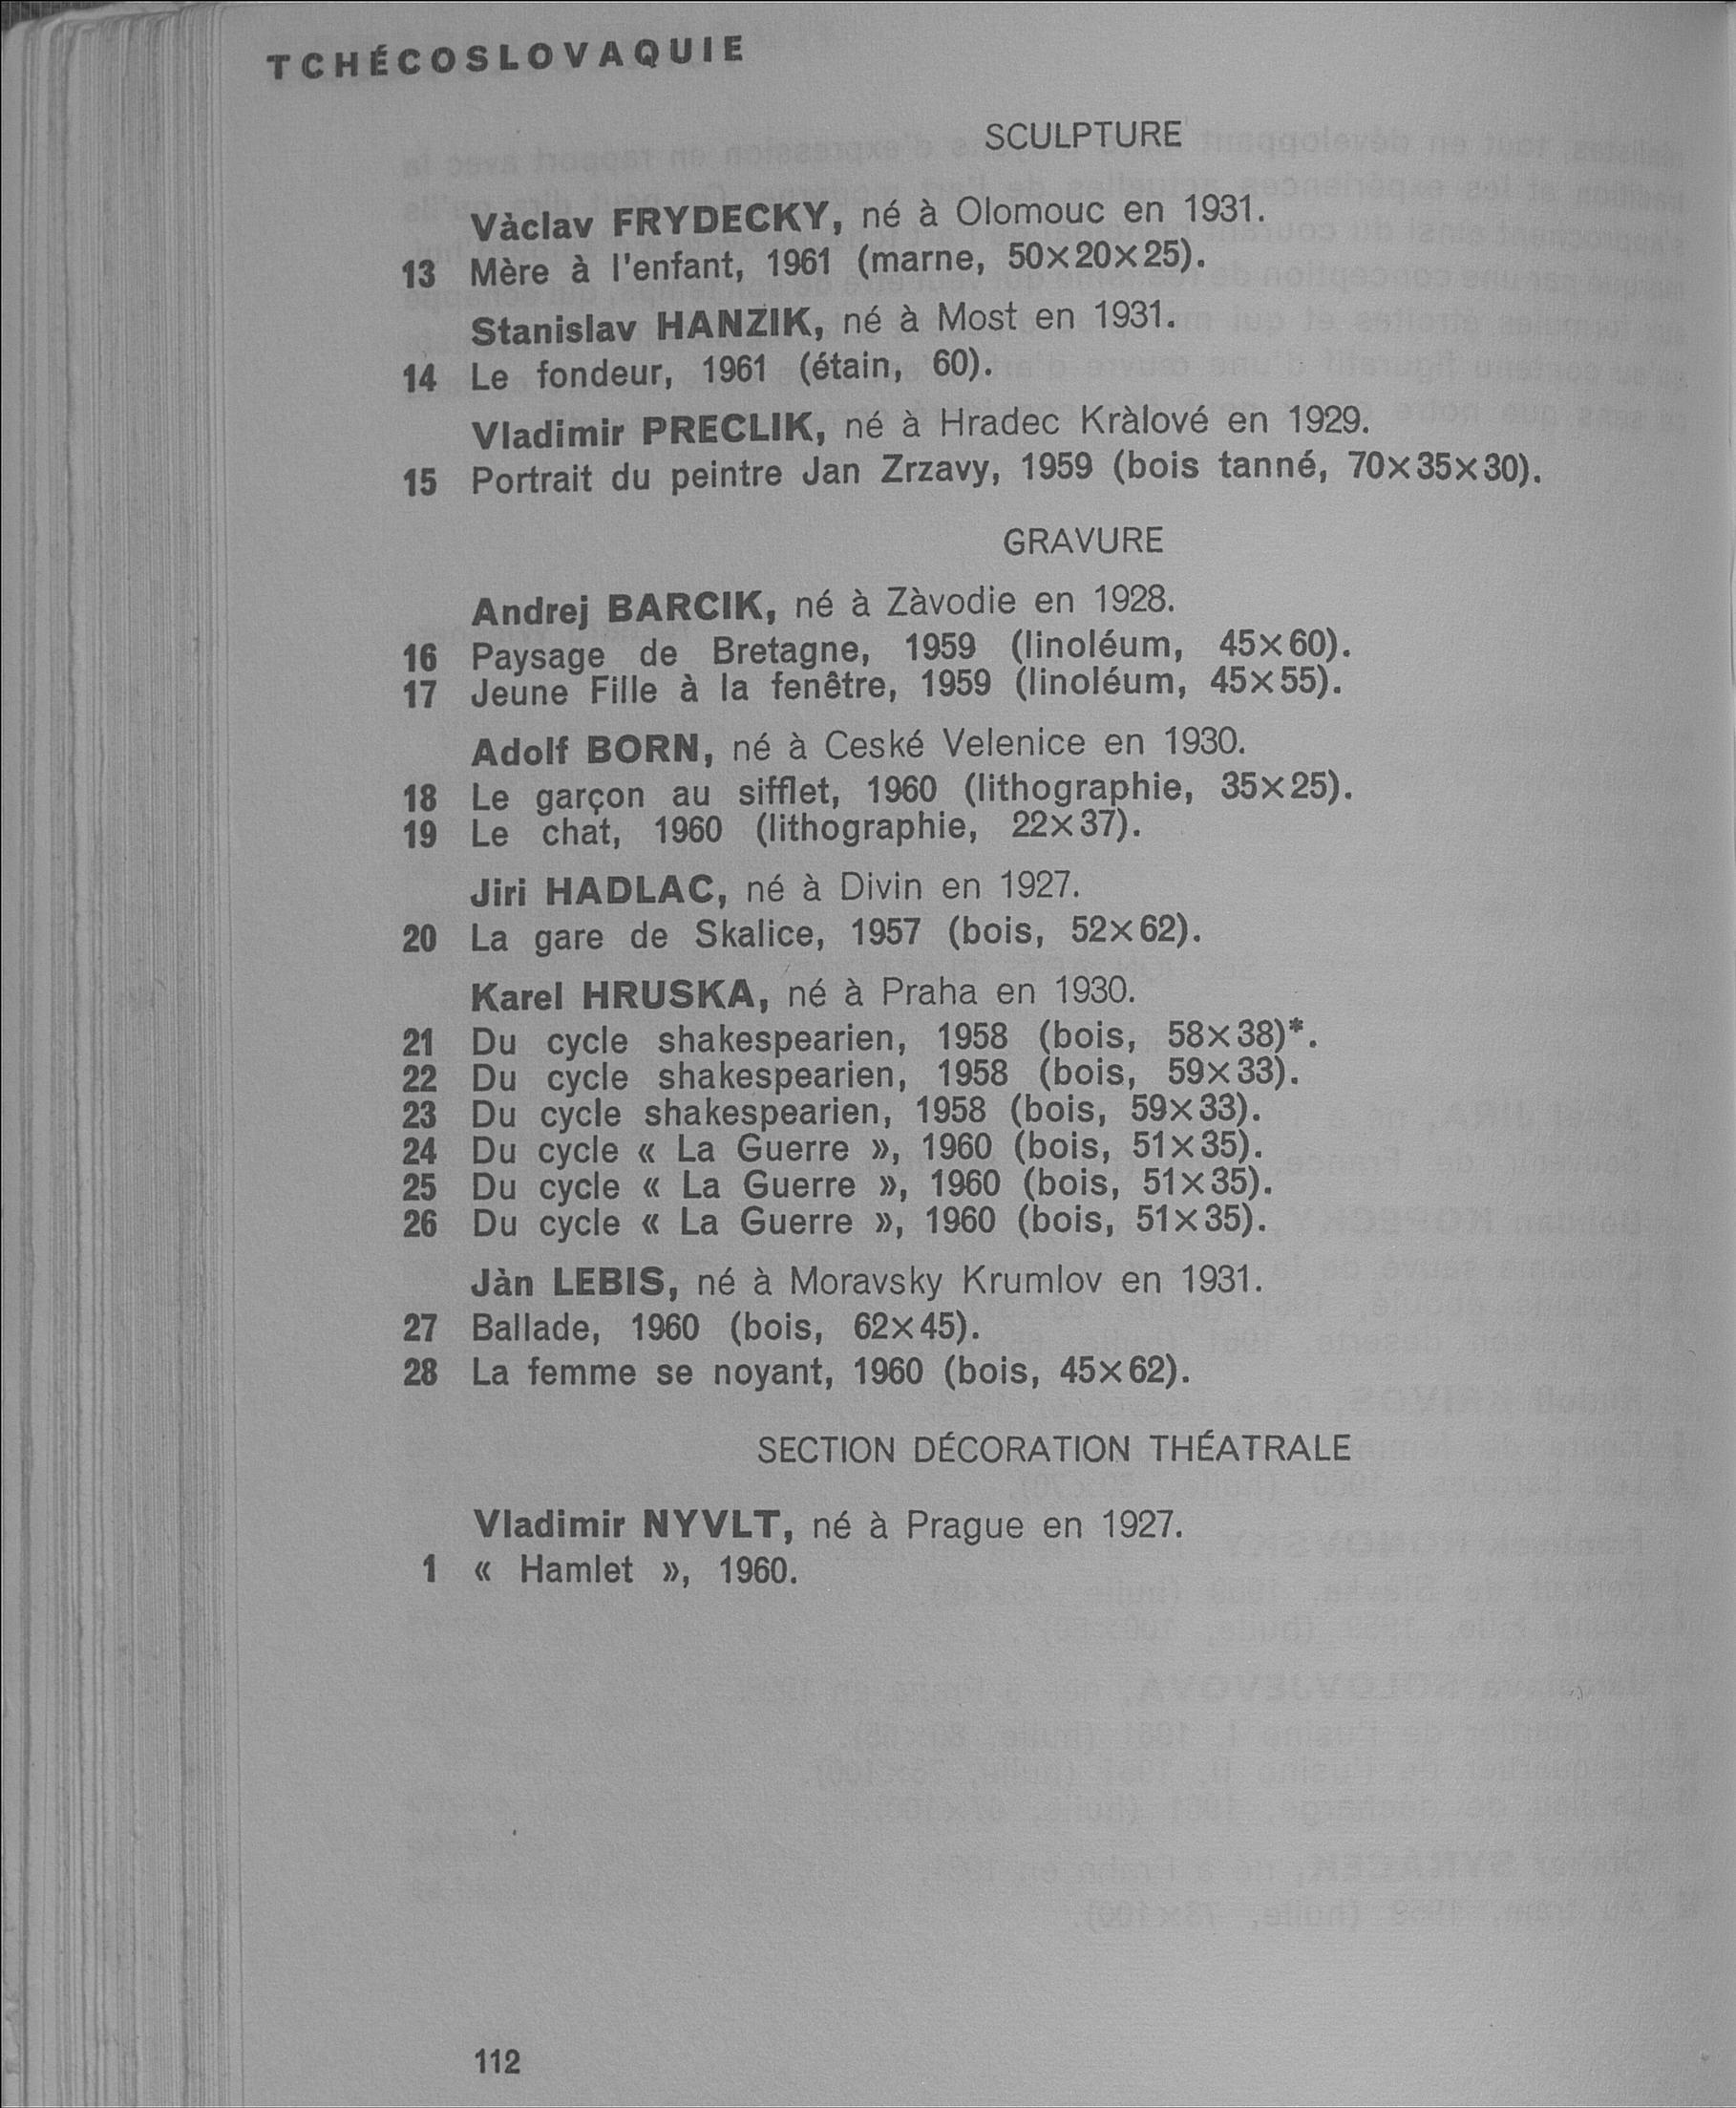 TCHÉCOSLOVAQUIE
SCULPTURE
Vàclav FRYDECKY, né à Olomouc en 1931.
13 Mère à l'enfant, 1961 (marne, 50×20×25).
Stanislav HANZIK, né à Most en 1931.
14 Le fondeur, 1961 (étain, 60).
Vladimir PRECLIK, né à Hradec Kràlové en 1929.
15 Portrait du peintre Jan Zrzavy, 1959 (bois tanné, 70×35×30).
GRAVURE
Andrej BARCIK, né à Zàvodie en 1928.
16 Paysage de Bretagne, 1959 (linoléum, 45×60).
17 Jeune Fille à la fenêtre, 1959 (linoléum, 45×55).
Adolf BORN, né à Ceské Velenice en 1930.
18 Le garçon au sifflet, 1960 (lithographie, 35×25).
19 Le chat, 1960 (lithographie, 22×37).
Jiri HADLAC, né à Divin en 1927.
20 La gare de Skalice, 1957 (bois, 52×62).
Karel HRUSKA, né à Praha en 1930.
21 Du cycle shakespearien, 1958 (bois, 58×38)*.
22 Du cycle shakespearien, 1958 (bois, 59×33).
23 Du cycle shakespearien, 1958 (bois, 59×33).
24 Du cycle « La Guerre », 1960 (bois, 51×35).
25 Du cycle « La Guerre », 1960 (bois, 51×35).
26 Du cycle « La Guerre », 1960 (bois, 51×35).
Jàn LEBIS, né à Moravsky Krumlov en 1931.
27 Ballade, 1960 (bois, 62×45).
28 La femme se noyant, 1960 (bois, 45×62).
SECTION DÉCORATION THÉATRALE
Vladimir NYVLT, né à Prague en 1927.
1 « Hamlet », 1960.
112